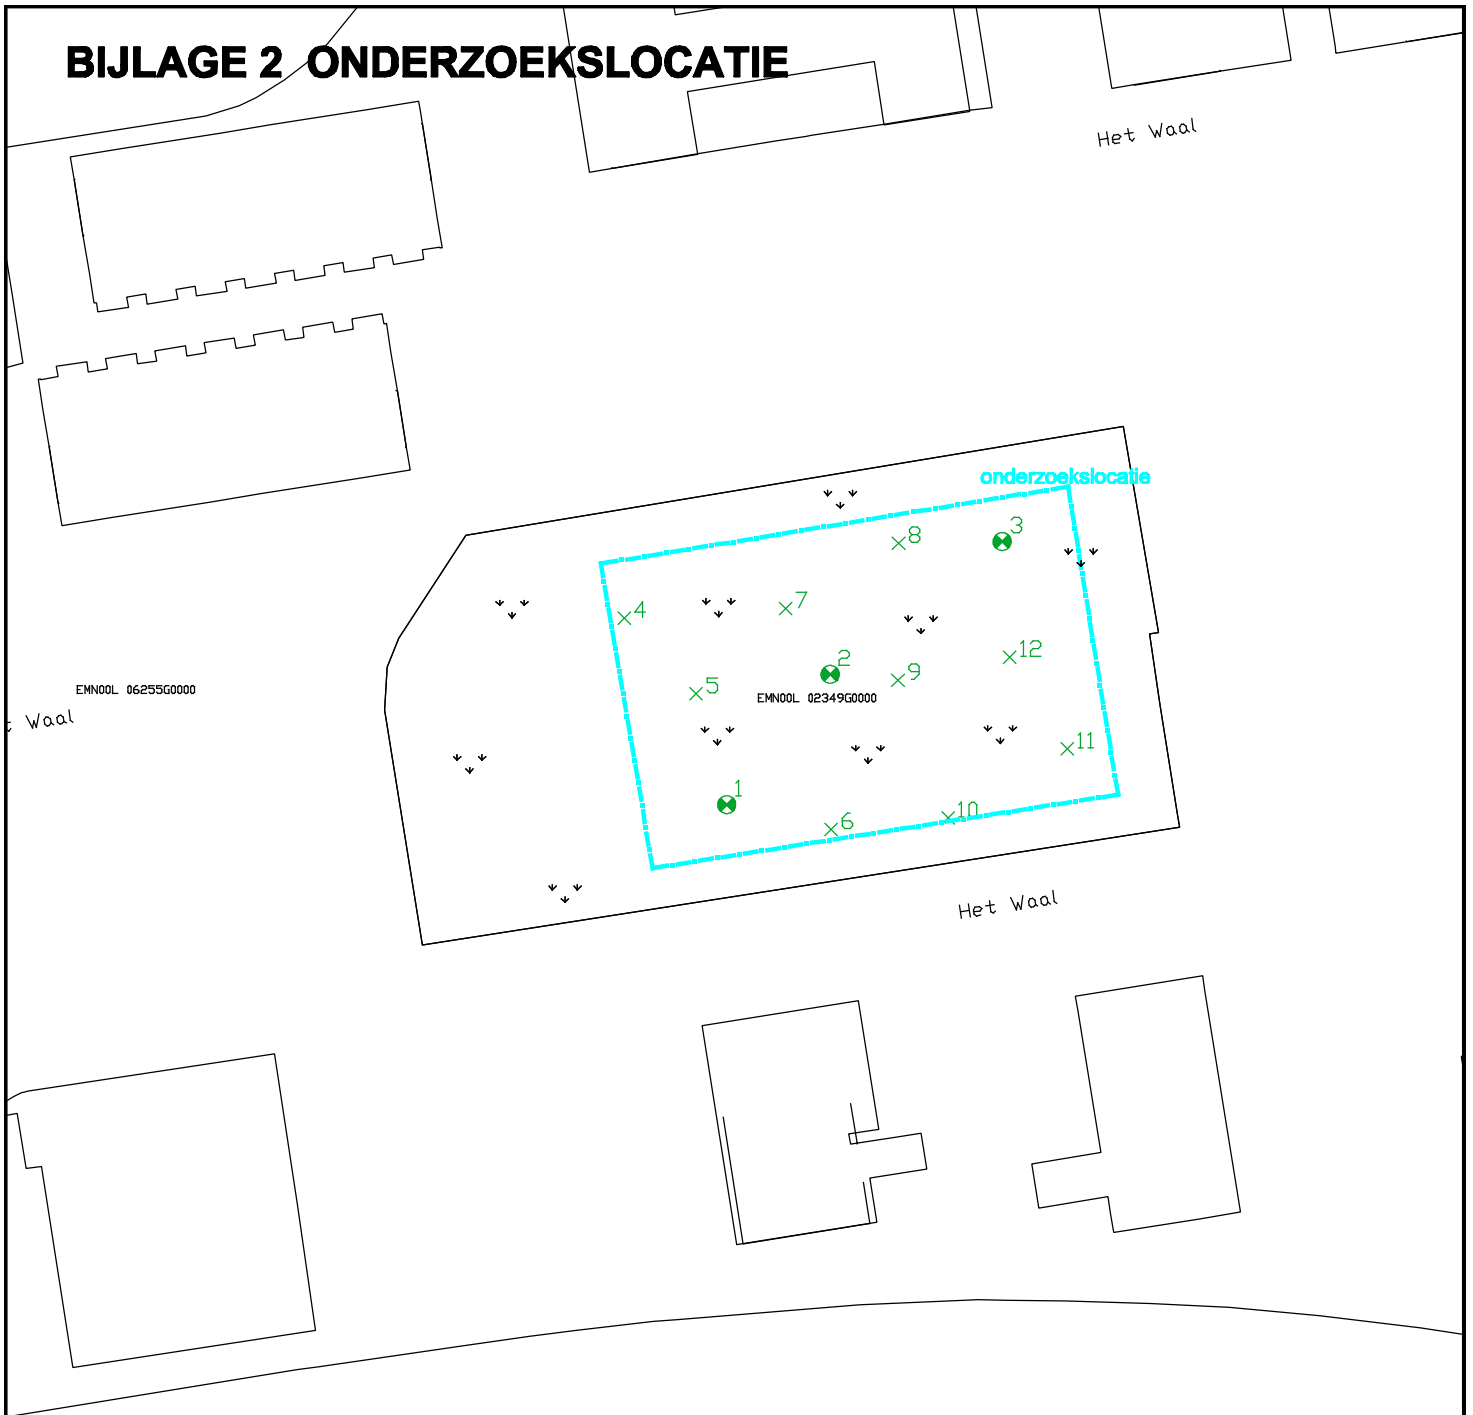 BIJLAGE 2 ONDERZOEKSLOCATIE
Het Waal
onderzoekslocatie
3
8
7
4
12
2
9
5
EMN00L 06255G0000
EMN00L 02349G0000
t Waal
11
1
10
6
Het Waal